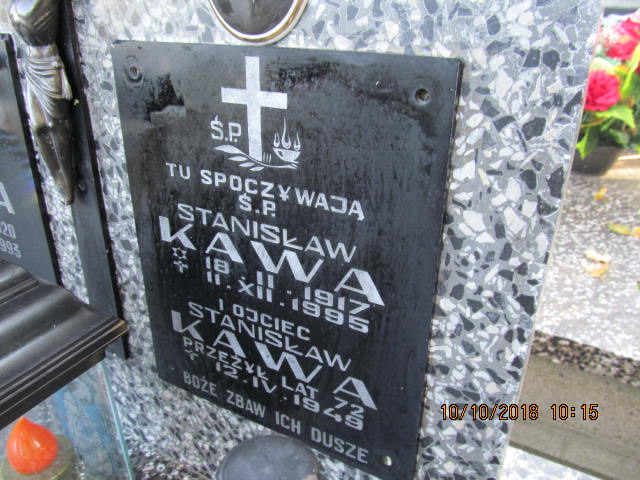 Ś.P.
TU SPOCZYWAJĄ
Ś.P.
STANISŁAW
KAWA
18 · II · 1917
11 · XII · 1995
I OJCIEC
STANISŁAW
KAWA
PRZEŻYŁ LAT 72
12 · IV · 1949
BOŻE ZBAW ICH DUSZE
10/10/2018 10:15